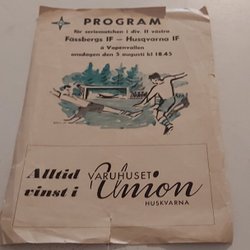 PROGRAM
för seriematchen i div. II västra
Fässbergs IF - Husqvarna IF
å Vapenvallen
onsdagen den 5 augusti kl 18.45
Alltid
vinst i
VARUHUSET
Union
HUSKVARNA